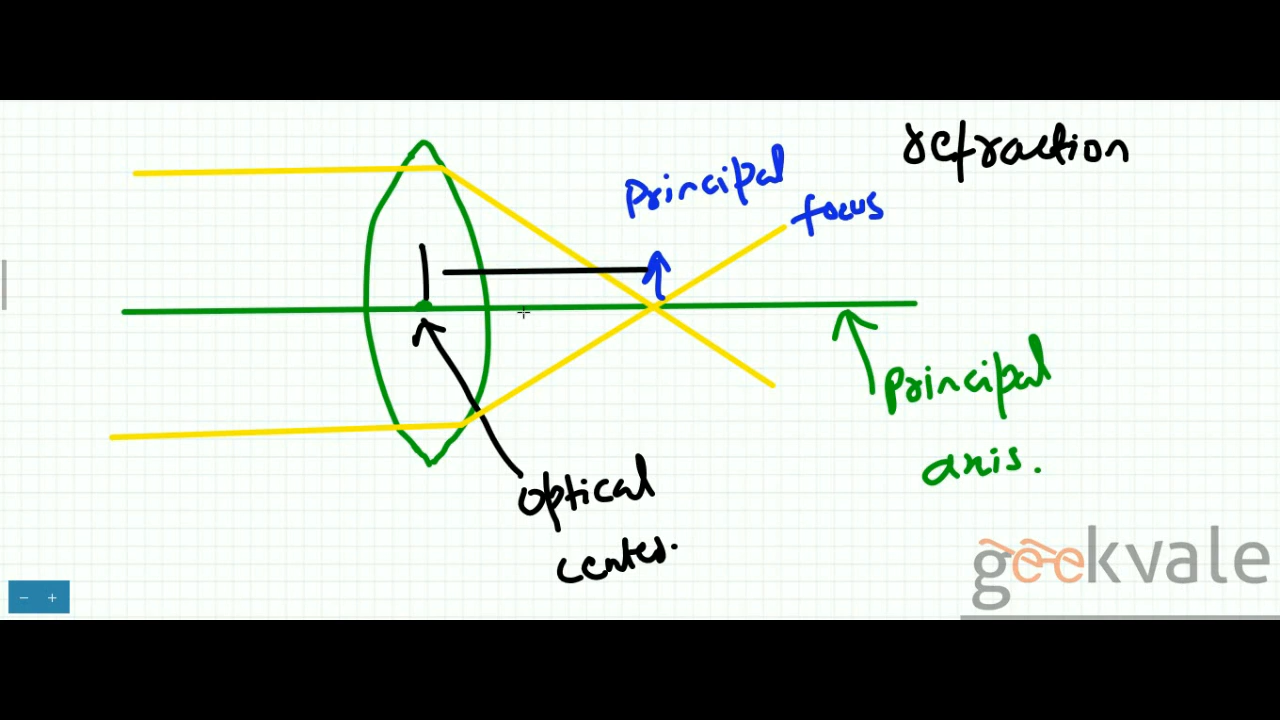 refraction
principal
focus
principal
axis.
optical
center.
geekvale